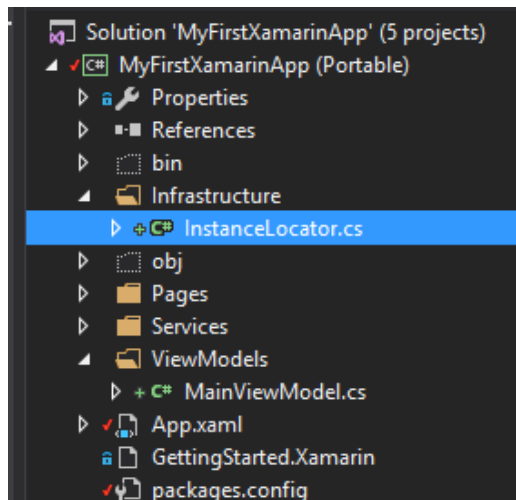 Solution 'MyFirstXamarinApp' (5 projects)
C# MyFirstXamarinApp (Portable)
Properties
References
bin
Infrastructure
C# InstanceLocator.cs
obj
Pages
Services
ViewModels
C# MainViewModel.cs
App.xaml
GettingStarted.Xamarin
packages.config